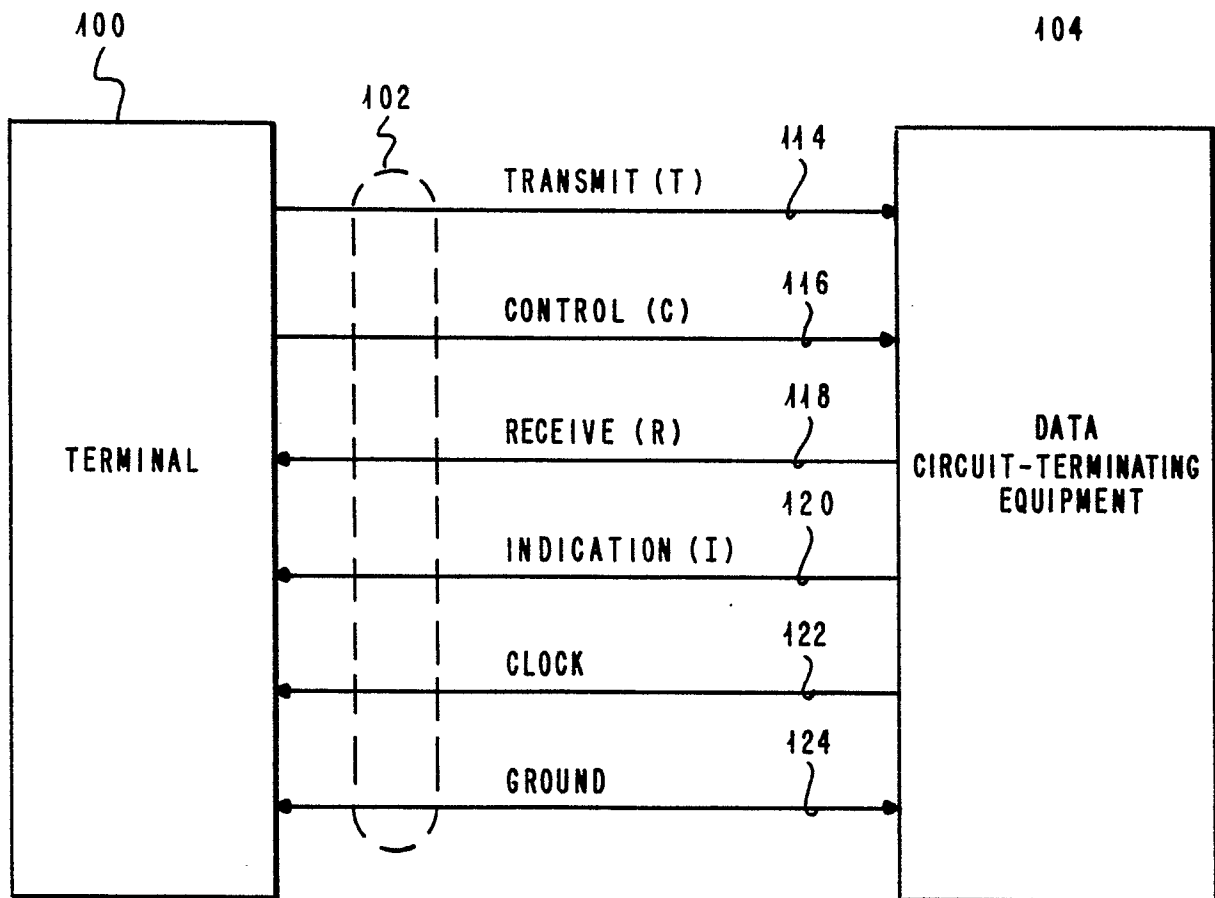 100
104
102
114
TRANSMIT (T)
116
CONTROL (C)
118
RECEIVE (R)
TERMINAL
DATA
CIRCUIT-TERMINATING
EQUIPMENT
120
INDICATION (I)
122
CLOCK
124
GROUND